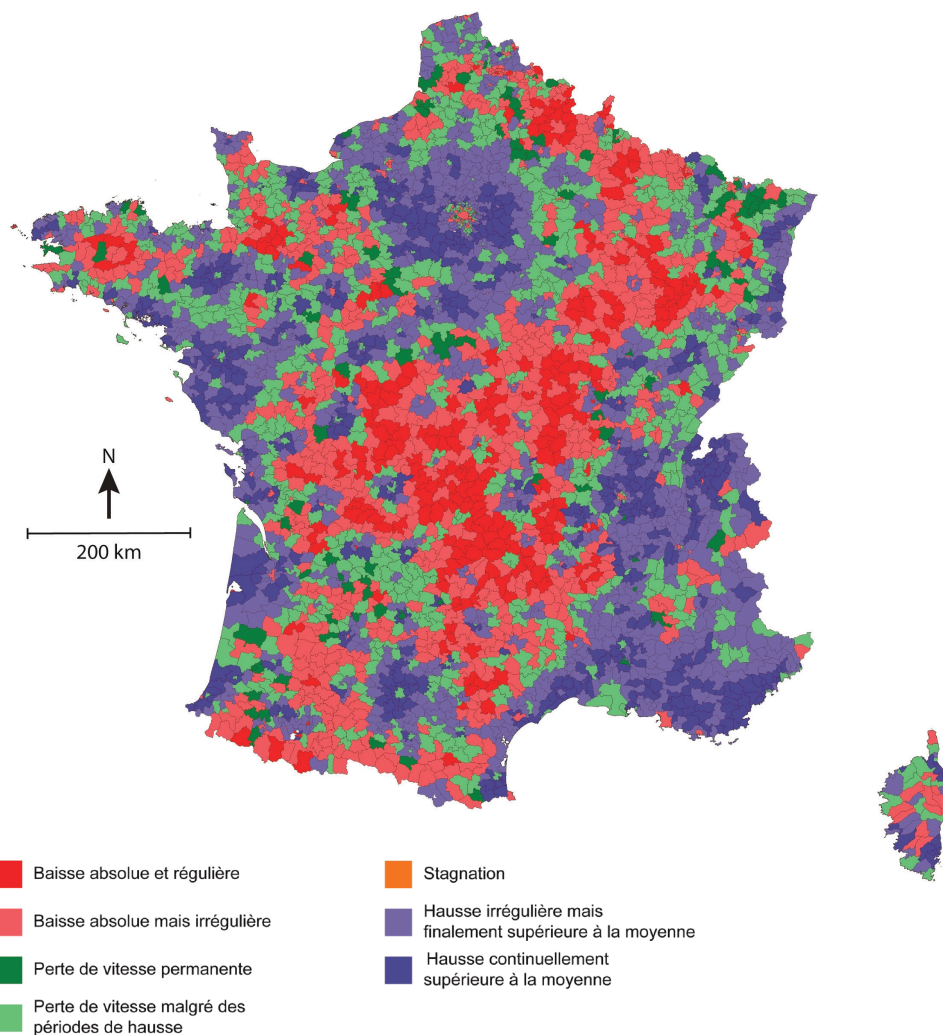 N
200 km
Baisse absolue et régulière
Baisse absolue mais irrégulière
Perte de vitesse permanente
Perte de vitesse malgré des
périodes de hausse
Stagnation
Hausse irrégulière mais
finalement supérieure à la moyenne
Hausse continuellement
supérieure à la moyenne